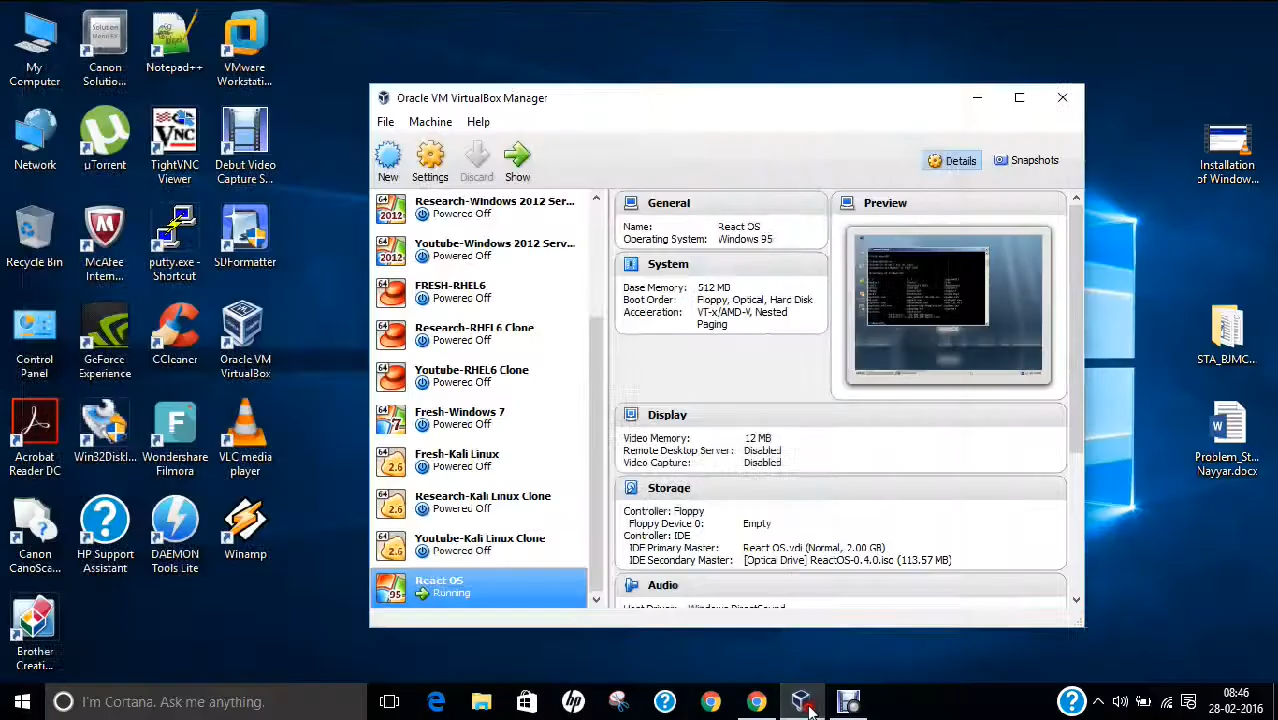 My
Computer
Canon
Solutio...
Notepad++
VMware
Workstati...
Network
µTorrent
TightVNC
Viewer
Debut Video
Capture S...
Recycle Bin
McAfee
Intern...
putty.exe -
Shortcut
SDFormatter
Control
Panel
GeForce
Experience
CCleaner
Oracle VM
VirtualBox
Acrobat
Reader DC
Win32Diskl...
Wondershare
Filmora
VLC media
player
Canon
CanoSca...
HP Support
Assistant
DAEMON
Tools Lite
Winamp
Brother
Creati...
Oracle VM VirtualBox Manager
File Machine Help
New Settings Discard Show
Details Snapshots
Research-Windows 2012 Ser...
Powered Off
Youtube-Windows 2012 Serv...
Powered Off
FRESH-RHEL6
Powered Off
Research-RHEL6 Clone
Powered Off
Youtube-RHEL6 Clone
Powered Off
Fresh-Windows 7
Powered Off
Fresh-Kali Linux
Powered Off
Research-Kali Linux Clone
Powered Off
Youtube-Kali Linux Clone
Powered Off
React OS
Running
General
Name: React OS
Operating System: Windows 95
System
Base Memory: 512 MB
Boot Order: Floppy, Optical, Hard Disk
Acceleration: VT-x/AMD-V, Nested
Paging
Preview
Display
Video Memory: 12 MB
Remote Desktop Server: Disabled
Video Capture: Disabled
Storage
Controller: Floppy
Floppy Device 0: Empty
Controller: IDE
IDE Primary Master: React OS.vdi (Normal, 2.00 GB)
IDE Secondary Master: [Optical Drive] ReactOS-0.4.0.iso (113.57 MB)
Audio
Host Driver: Windows DirectSound
Installation
of Window...
STA_BJMC...
Problem_St...
Nayyar.docx
I'm Cortana. Ask me anything.
08:46
28-02-2016